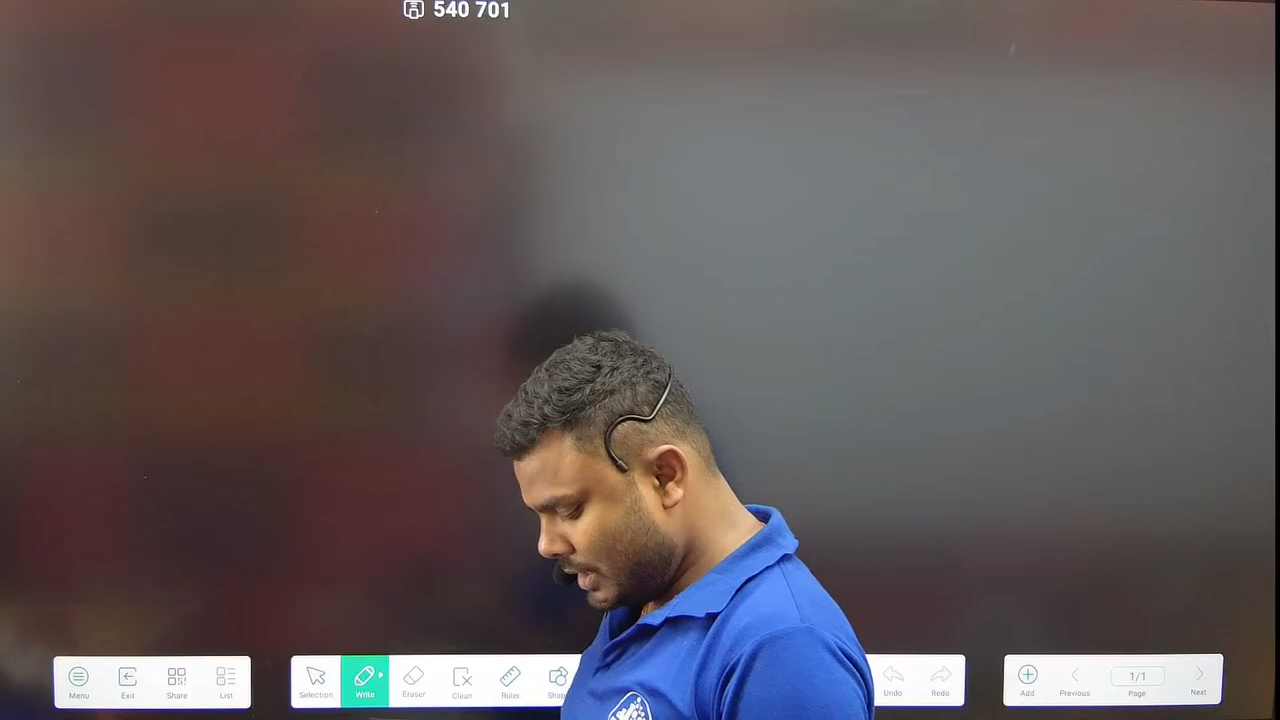 540 701
Menu
Exit
Share
List
Selection
Write
Eraser
Clean
Ruler
Undo
Redo
Add
Previous
1/1
Page
Next